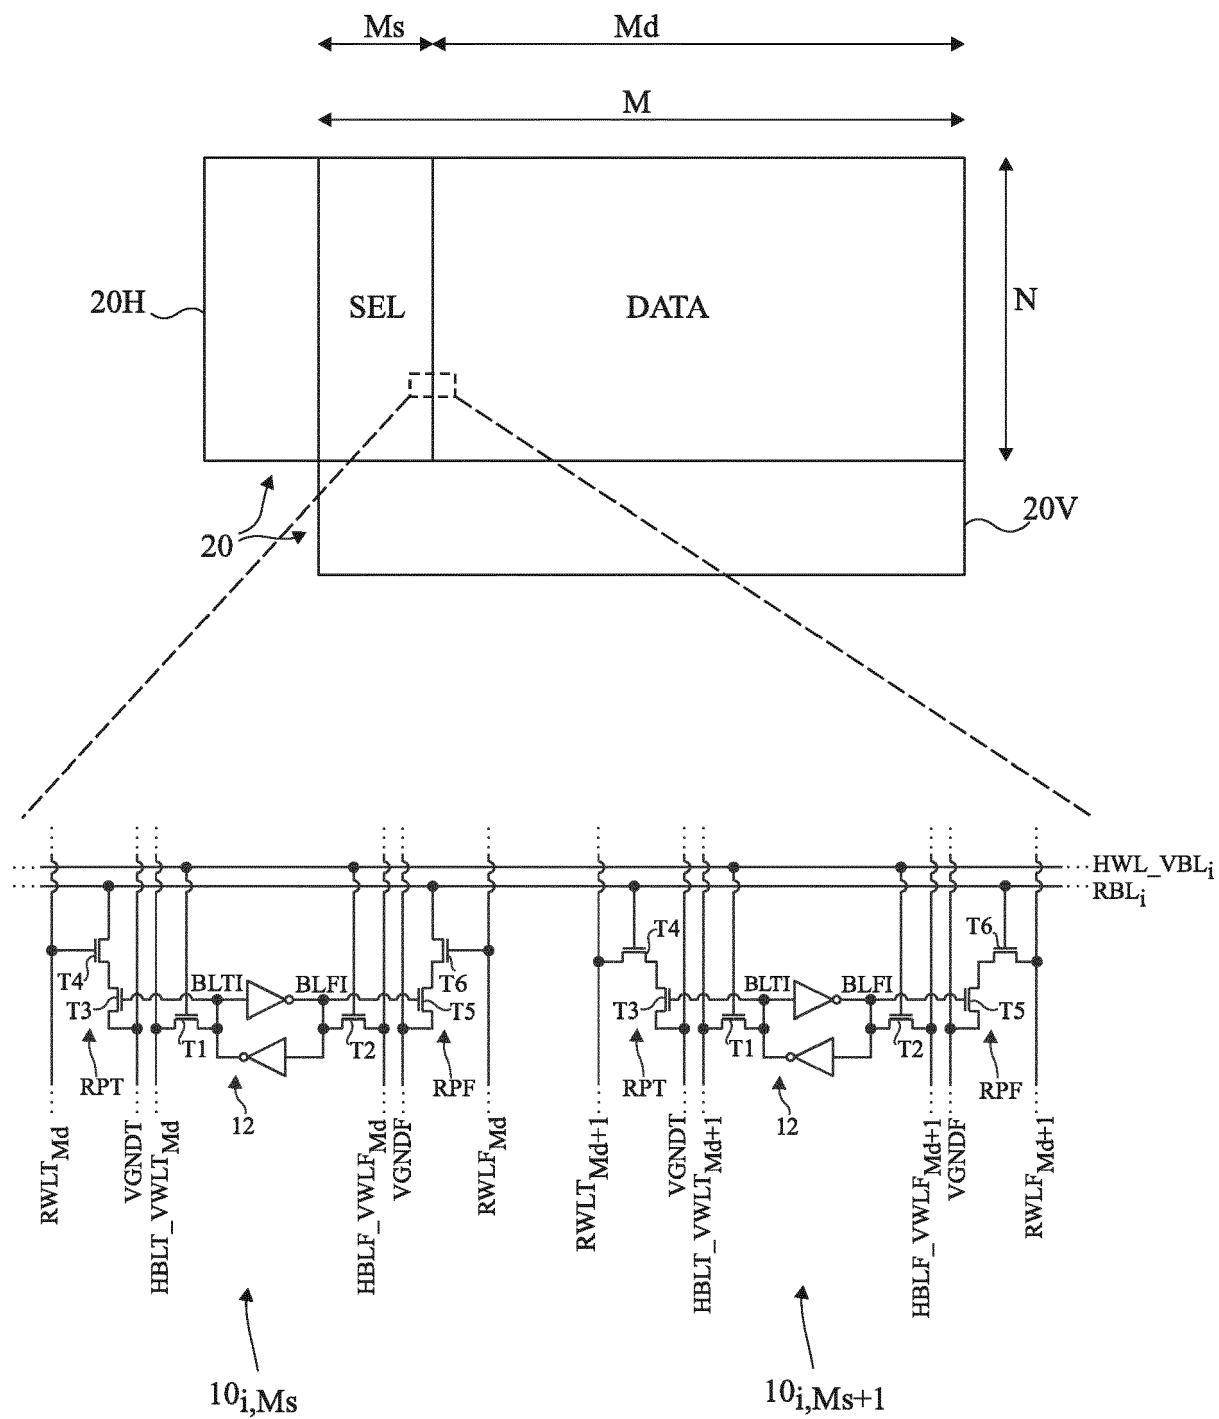 Ms Md
M
20H SEL DATA N
20 20V
HWL_VBLi
RBLi
T4 T6 T4 T6
T3 BLTI BLFI T5 T3 BLTI BLFI T5
T1 T2 T1 T2
RPT RPF RPT RPF
12 12
RWLTMd
VGNDT
HBLT_VWLTMd
HBLF_VWLFMd
VGNDF
RWLFMd
RWLTMd+1
VGNDT
HBLT_VWLTMd+1
HBLF_VWLFMd+1
VGNDF
RWLFMd+1
10i,Ms 10i,Ms+1